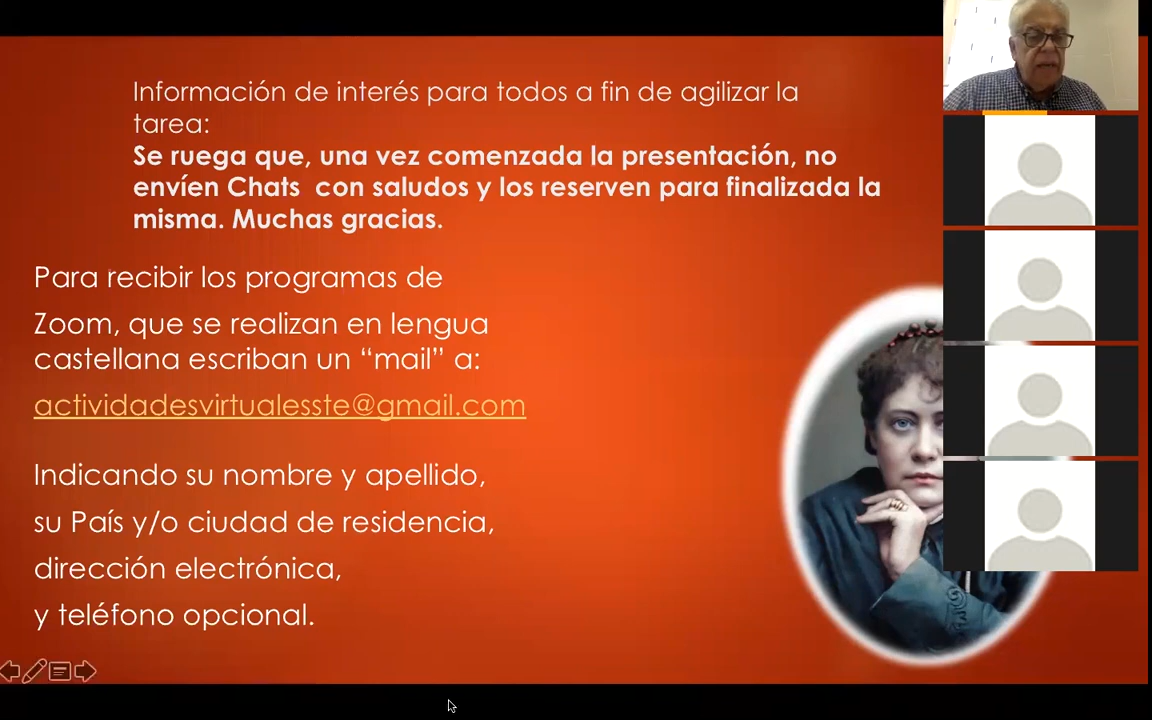 Información de interés para todos a fin de agilizar la
tarea:
Se ruega que, una vez comenzada la presentación, no
envíen Chats con saludos y los reserven para finalizada la
misma. Muchas gracias.
Para recibir los programas de
Zoom, que se realizan en lengua
castellana escriban un “mail” a:
actividadesvirtualesste@gmail.com
Indicando su nombre y apellido,
su País y/o ciudad de residencia,
dirección electrónica,
y teléfono opcional.